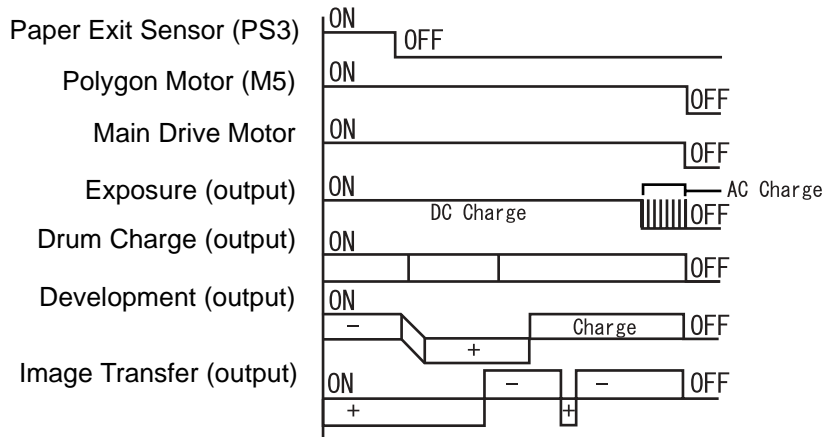 ON
Paper Exit Sensor (PS3)
OFF
ON
Polygon Motor (M5)
OFF
ON
Main Drive Motor
OFF
ON
Exposure (output)
AC Charge
DC Charge
OFF
ON
Drum Charge (output)
OFF
ON
Development (output)
− + Charge OFF
Image Transfer (output)
ON
− − OFF
+ +